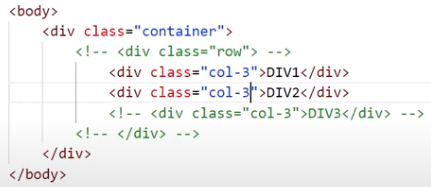 <body>
<div class="container">
<!-- <div class="row"> -->
<div class="col-3">DIV1</div>
<div class="col-3">DIV2</div>
<!-- <div class="col-3">DIV3</div> -->
<!-- </div> -->
</div>
</body>